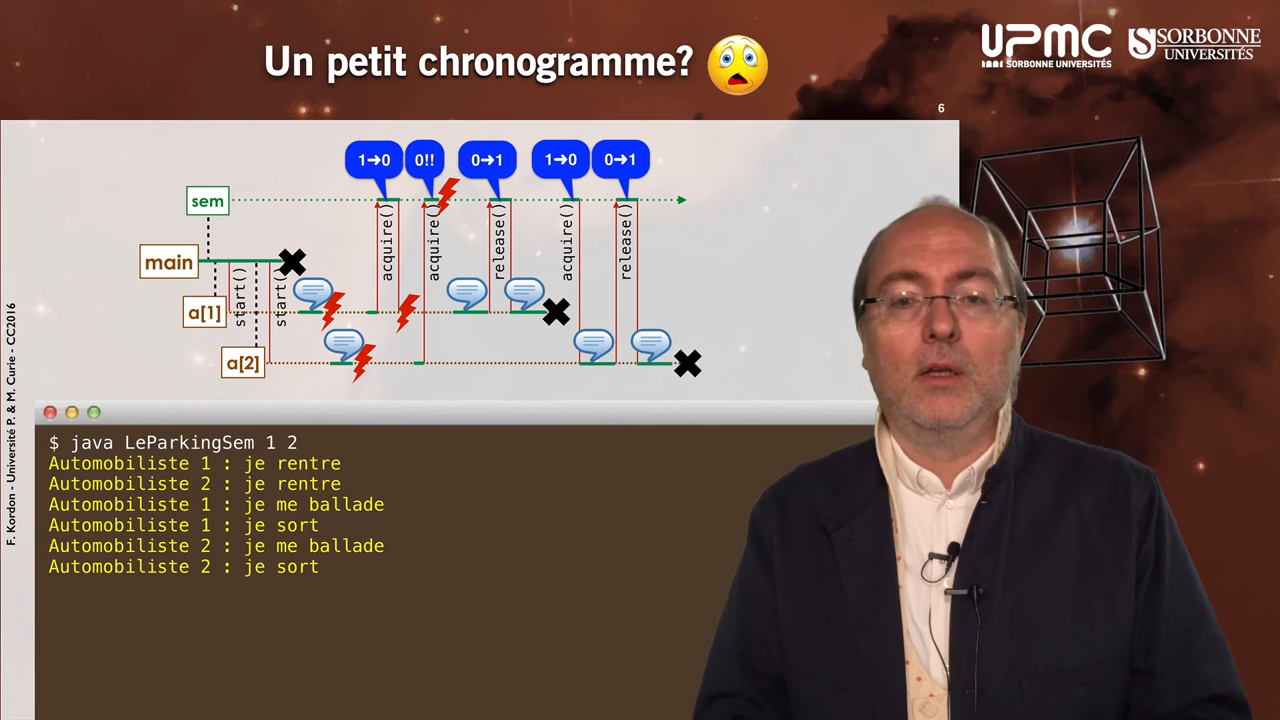 Un petit chronogramme?
UPMC
SORBONNE UNIVERSITÉS
SORBONNE
UNIVERSITÉS
6
1→0
0!!
0→1
1→0
0→1
sem
main
a[1]
a[2]
start()
start()
acquire()
acquire()
release()
acquire()
release()
F. Kordon - Université P. & M. Curie - CC2016
$ java LeParkingSem 1 2
Automobiliste 1 : je rentre
Automobiliste 2 : je rentre
Automobiliste 1 : je me ballade
Automobiliste 1 : je sort
Automobiliste 2 : je me ballade
Automobiliste 2 : je sort